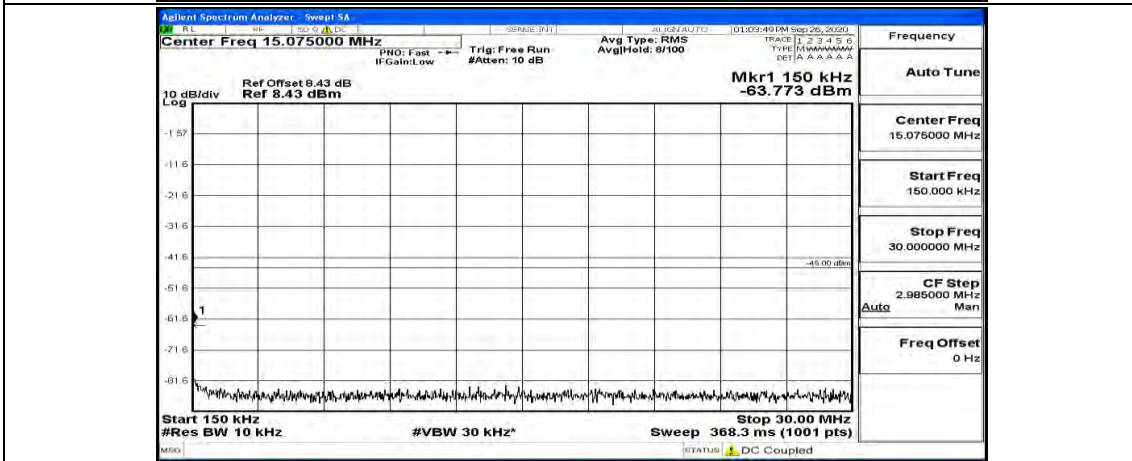 Agilent Spectrum Analyzer - Swept SA
RL RF 50 Ω DC SENSE:INT ALIGN AUTO 01:03:49 PM Sep 26, 2020
Center Freq 15.075000 MHz
PNO: Fast
IFGain:Low
Trig: Free Run
#Atten: 10 dB
Avg Type: RMS
Avg|Hold: 8/100
TRACE 1 2 3 4 5 6
TYPE MWWWWW
DET A A A A A A
Ref Offset 8.43 dB
Ref 8.43 dBm
10 dB/div
Log
Mkr1 150 kHz
-63.773 dBm
-1.57
-11.6
-21.6
-31.6
-41.6
-45.00 dBm
-51.6
-61.6
1
-71.6
-81.6
Start 150 kHz
Stop 30.00 MHz
#Res BW 10 kHz
#VBW 30 kHz*
Sweep 368.3 ms (1001 pts)
MSG
STATUS DC Coupled
Frequency
Auto Tune
Center Freq
15.075000 MHz
Start Freq
150.000 kHz
Stop Freq
30.000000 MHz
CF Step
2.985000 MHz
Auto Man
Freq Offset
0 Hz